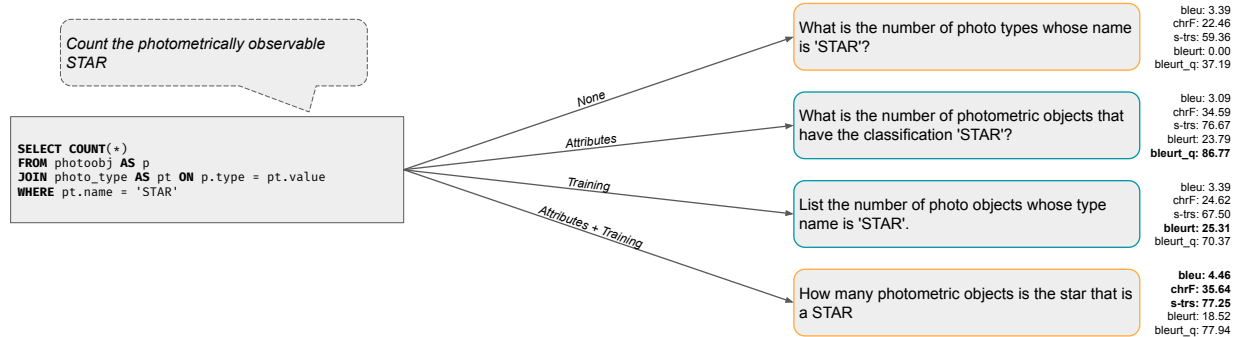 Count the photometrically observable
STAR
SELECT COUNT(*)
FROM photoobj AS p
JOIN photo_type AS pt ON p.type = pt.value
WHERE pt.name = 'STAR'
None
Attributes
Training
Attributes + Training
What is the number of photo types whose name
is 'STAR'?
bleu: 3.39
chrF: 22.46
s-trs: 59.36
bleurt: 0.00
bleurt_q: 37.19
What is the number of photometric objects that
have the classification 'STAR'?
bleu: 3.09
chrF: 34.59
s-trs: 76.67
bleurt: 23.79
bleurt_q: 86.77
List the number of photo objects whose type
name is 'STAR'.
bleu: 3.39
chrF: 24.62
s-trs: 67.50
bleurt: 25.31
bleurt_q: 70.37
How many photometric objects is the star that is
a STAR
bleu: 4.46
chrF: 35.64
s-trs: 77.25
bleurt: 18.52
bleurt_q: 77.94